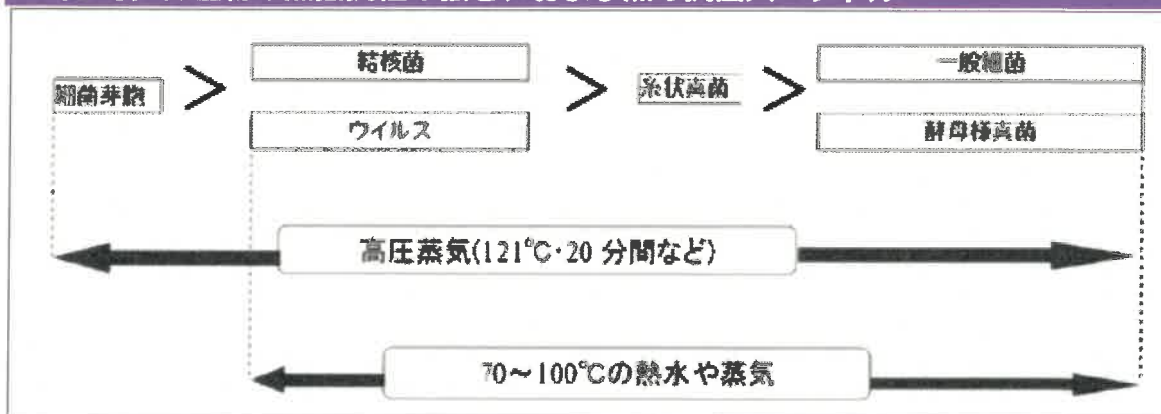 細菌芽胞 > 結核菌 > 糸状真菌 > 一般細菌
ウイルス
酵母様真菌
高圧蒸気(121℃・20 分間など)
70～100℃の熱水や蒸気